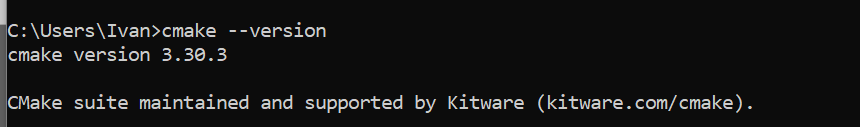 C:\Users\Ivan>cmake --version
cmake version 3.30.3
CMake suite maintained and supported by Kitware (kitware.com/cmake).